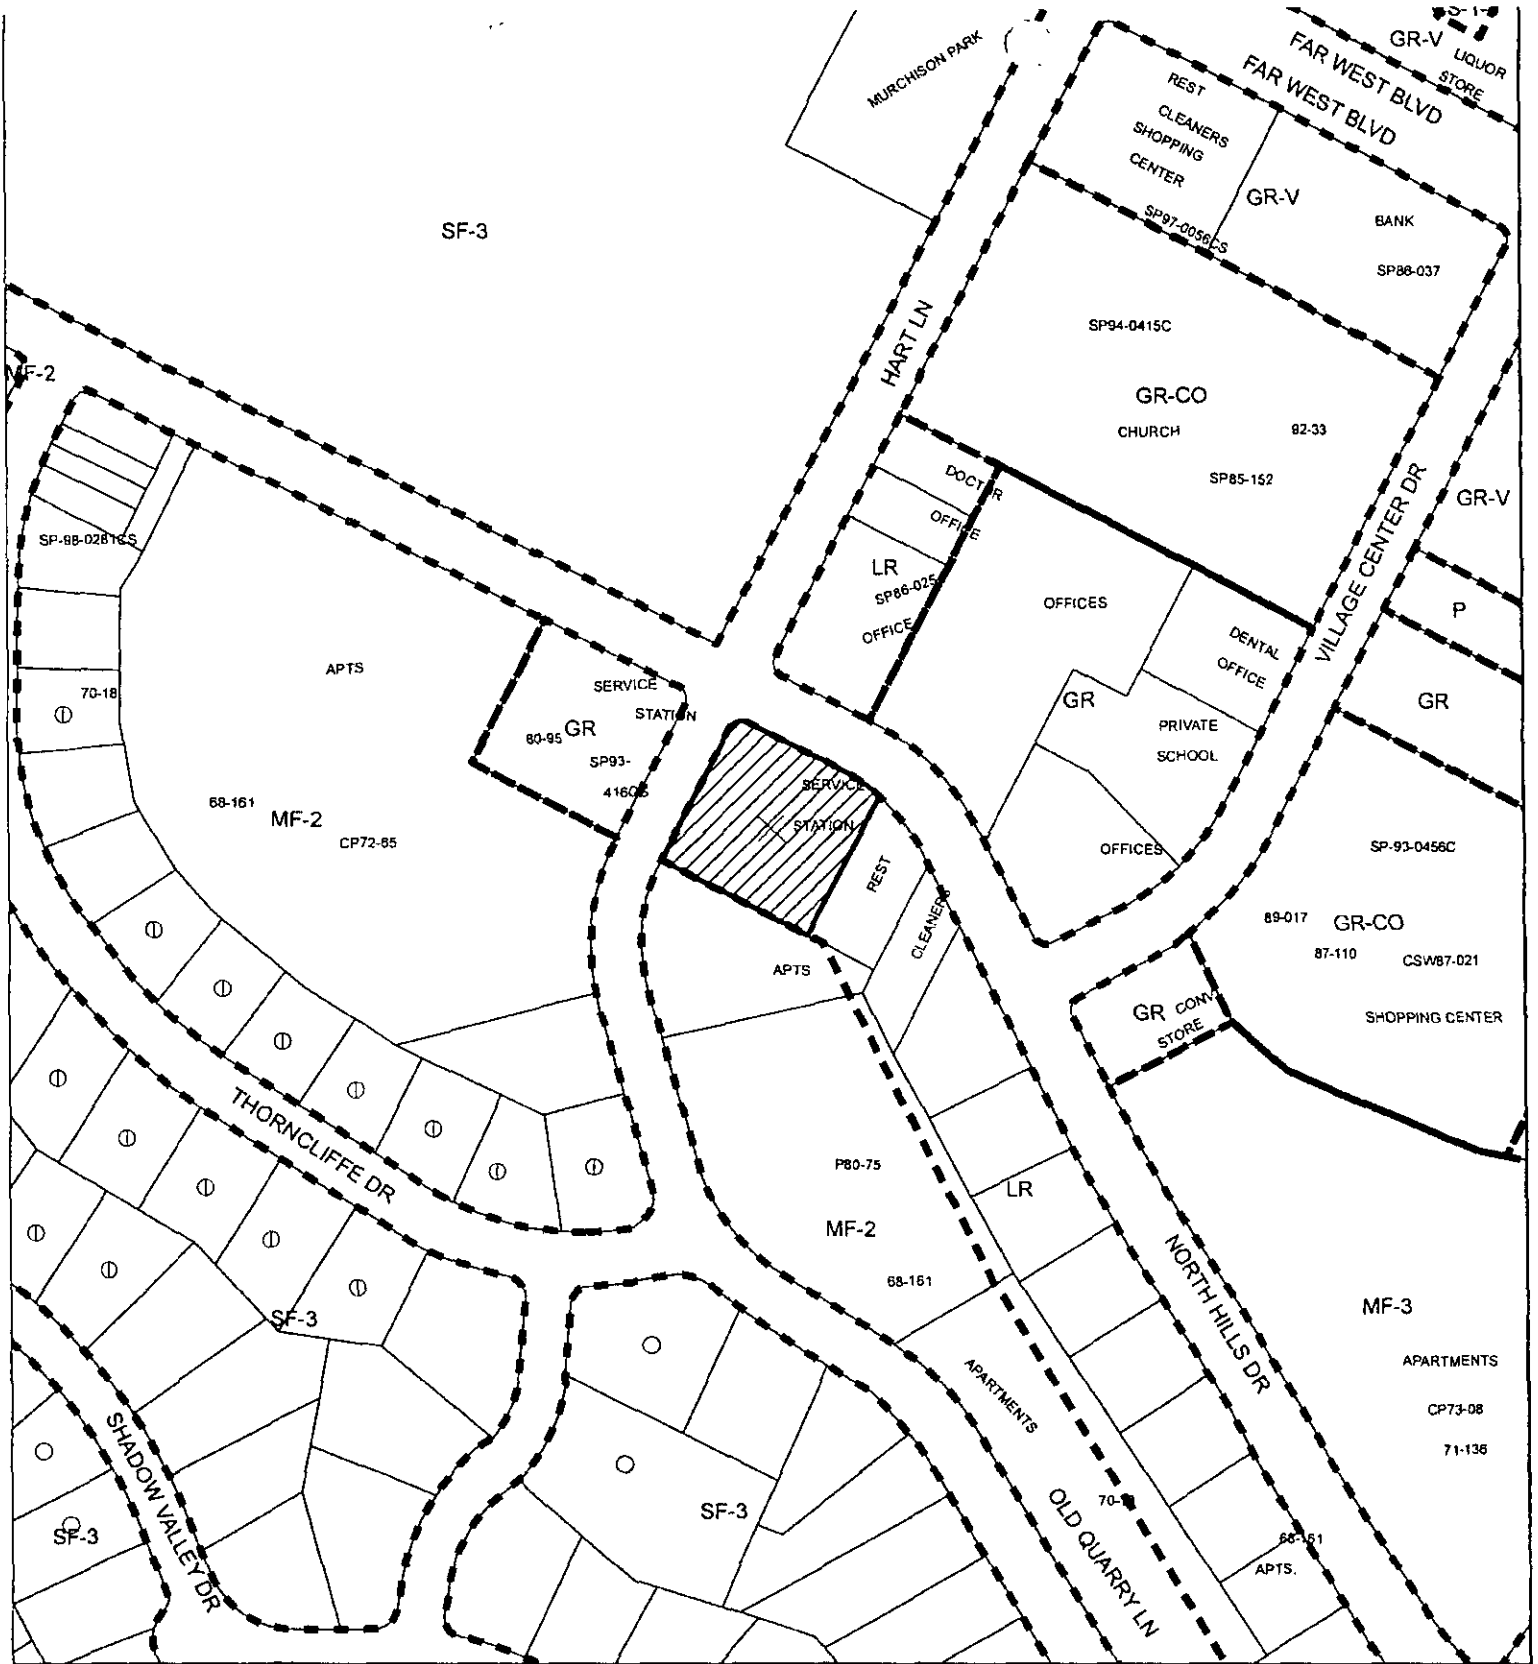 S-1-
GR-V
LIQUOR
STORE
FAR WEST BLVD
FAR WEST BLVD
MURCHISON PARK
REST
CLEANERS
SHOPPING
CENTER
GR-V
BANK
SP97-0056CS
SP86-037
SF-3
SP94-0415C
HART LN
GR-CO
CHURCH
92-33
SP85-152
MF-2
DOCTOR
OFFICE
LR
SP86-025
OFFICE
GR-V
VILLAGE CENTER DR
SP-98-0281CS
OFFICES
P
DENTAL
OFFICE
APTS
SERVICE
STATION
70-18
80-95
GR
SP93-
416CS
GR
GR
PRIVATE
SCHOOL
SERVICE
STATION
68-161
MF-2
CP72-65
REST
CLEANERS
OFFICES
SP-93-0456C
89-017
GR-CO
87-110
CSW87-021
APTS
GR
CONV.
STORE
SHOPPING CENTER
THORNCLIFFE DR
P80-75
LR
MF-2
68-161
NORTH HILLS DR
MF-3
SF-3
APARTMENTS
APARTMENTS
CP73-08
71-136
SHADOW VALLEY DR
SF-3
SF-3
OLD QUARRY LN
APTS.